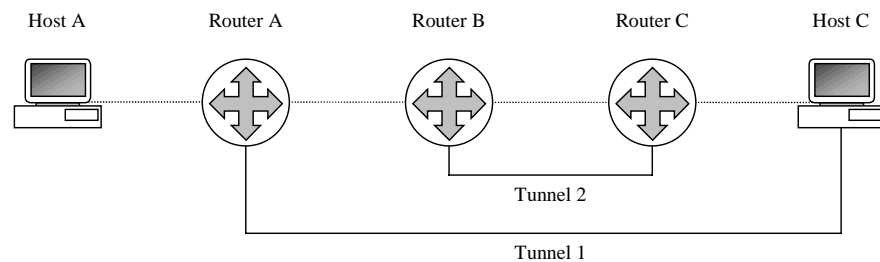 Host A Router A Router B Router C Host C
Tunnel 2
Tunnel 1